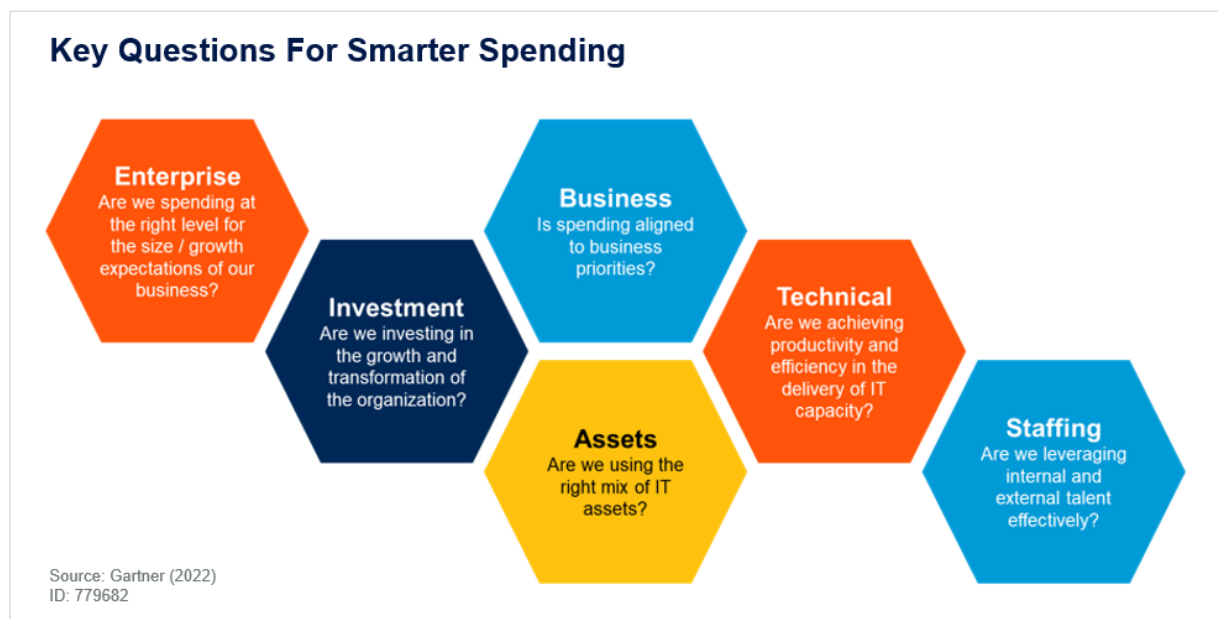 Key Questions For Smarter Spending
Enterprise
Are we spending at
the right level for
the size / growth
expectations of our
business?
Investment
Are we investing in
the growth and
transformation of
the organization?
Business
Is spending aligned
to business
priorities?
Assets
Are we using the
right mix of IT
assets?
Technical
Are we achieving
productivity and
efficiency in the
delivery of IT
capacity?
Staffing
Are we leveraging
internal and
external talent
effectively?
Source: Gartner (2022)
ID: 779682